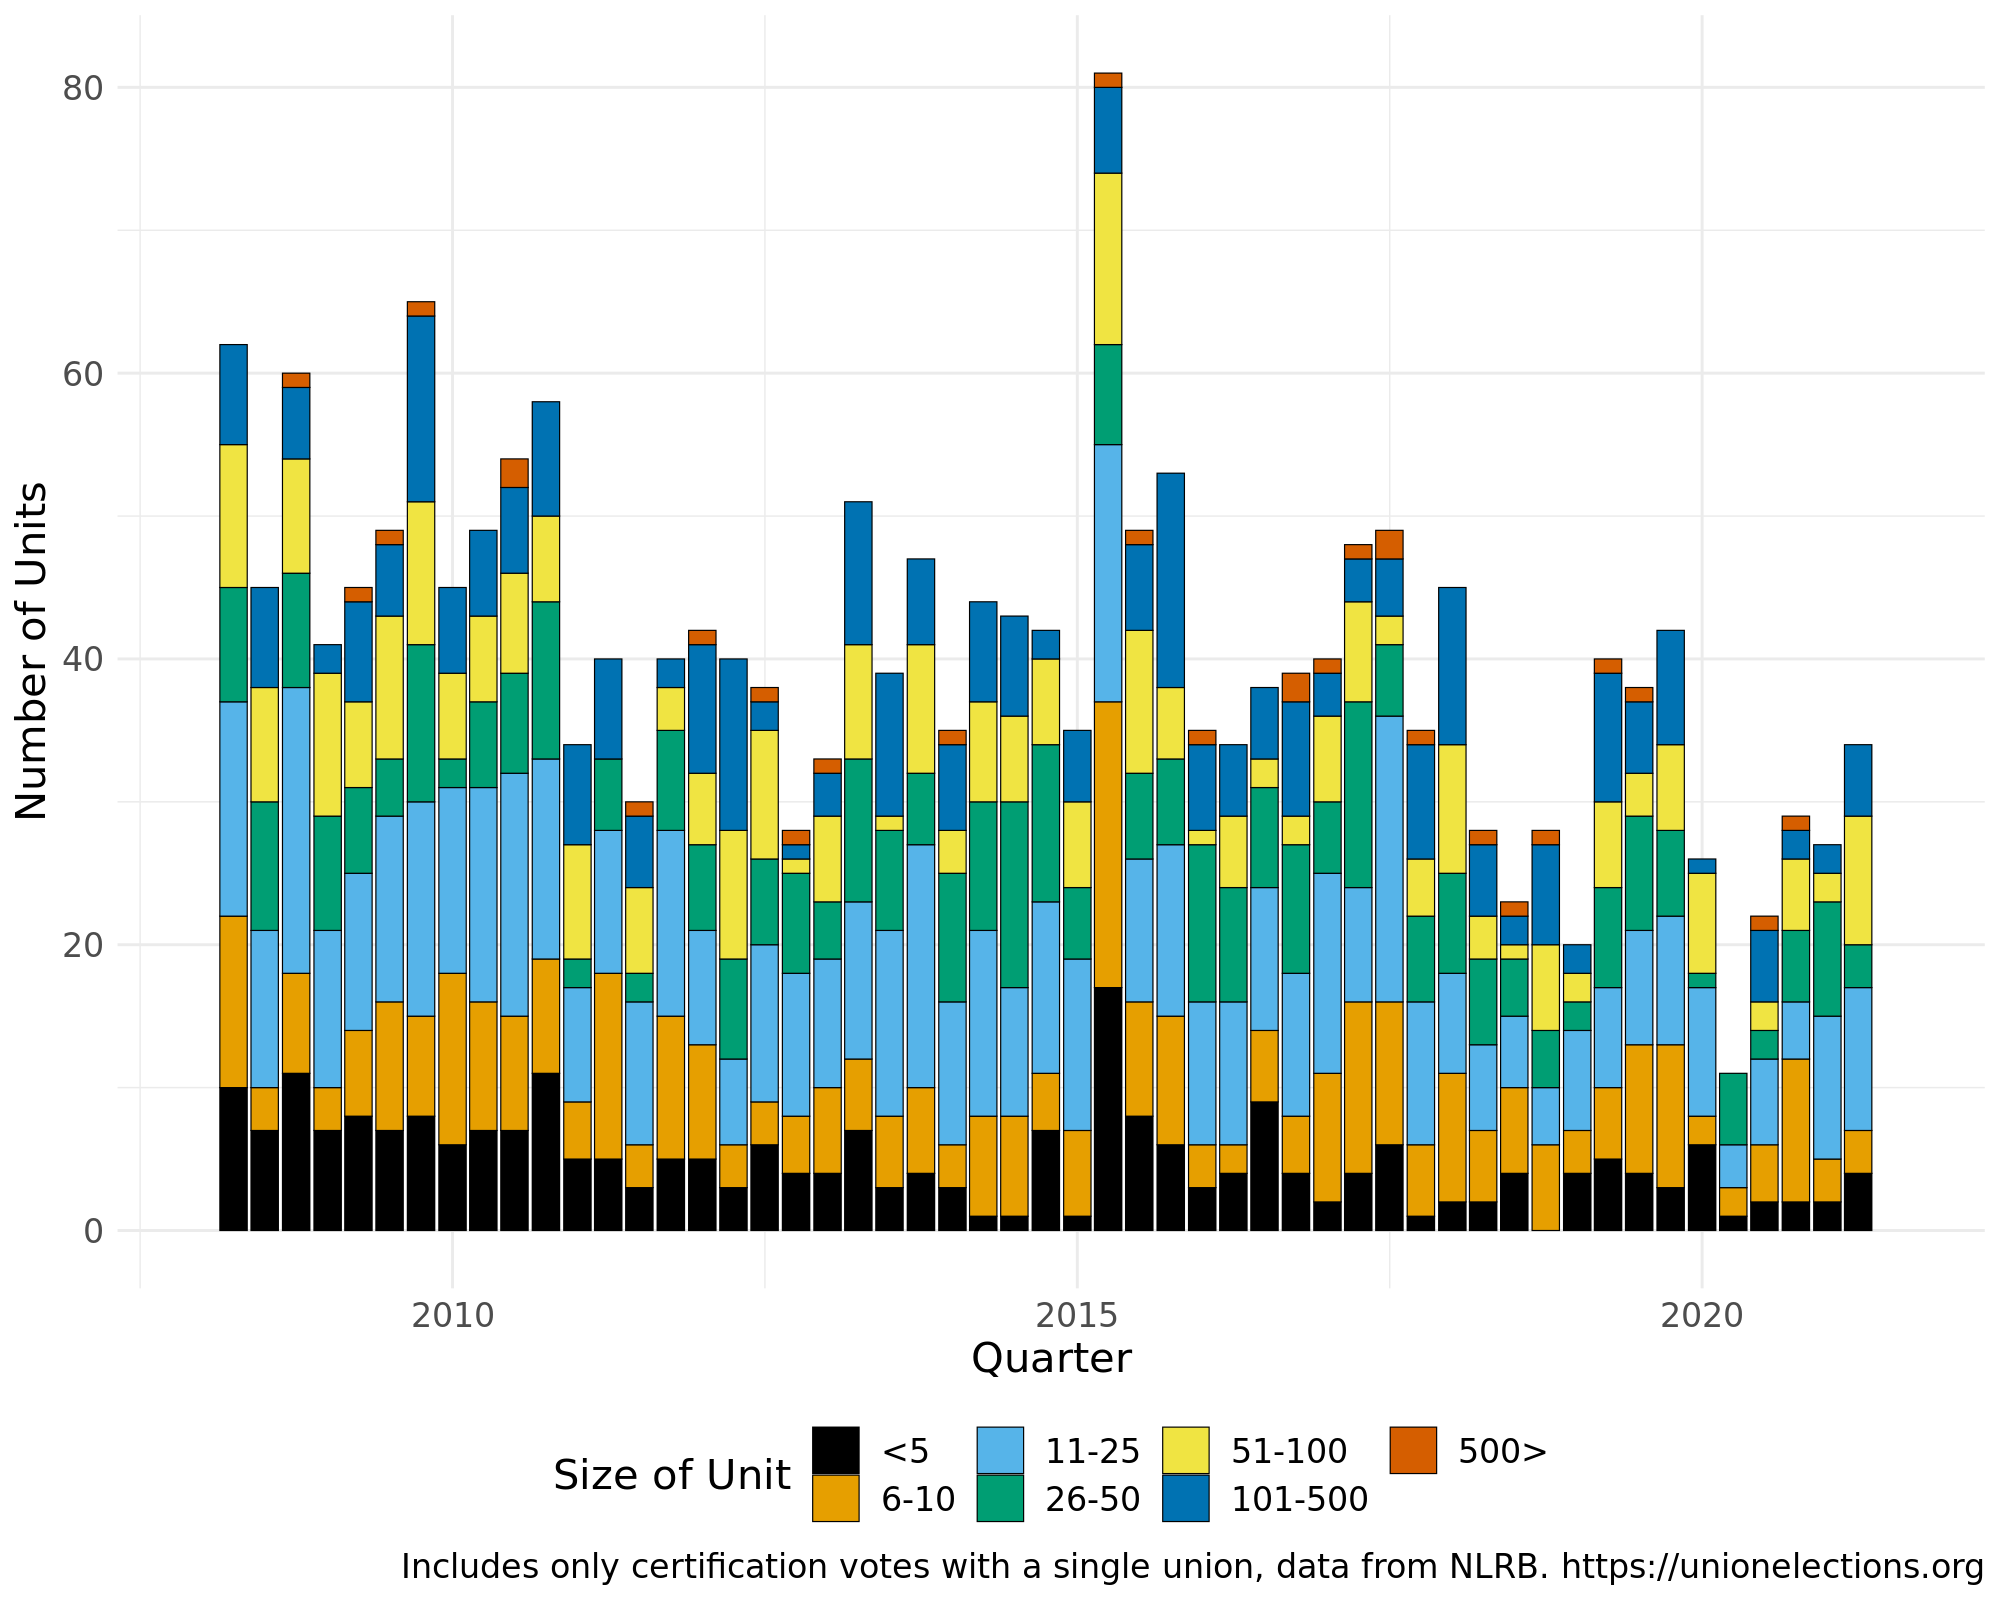 80
60
40
20
0
Number of Units
2010 2015 2020
Quarter
Size of Unit
<5 11-25 51-100 500>
6-10 26-50 101-500
Includes only certification votes with a single union, data from NLRB. https://unionelections.org